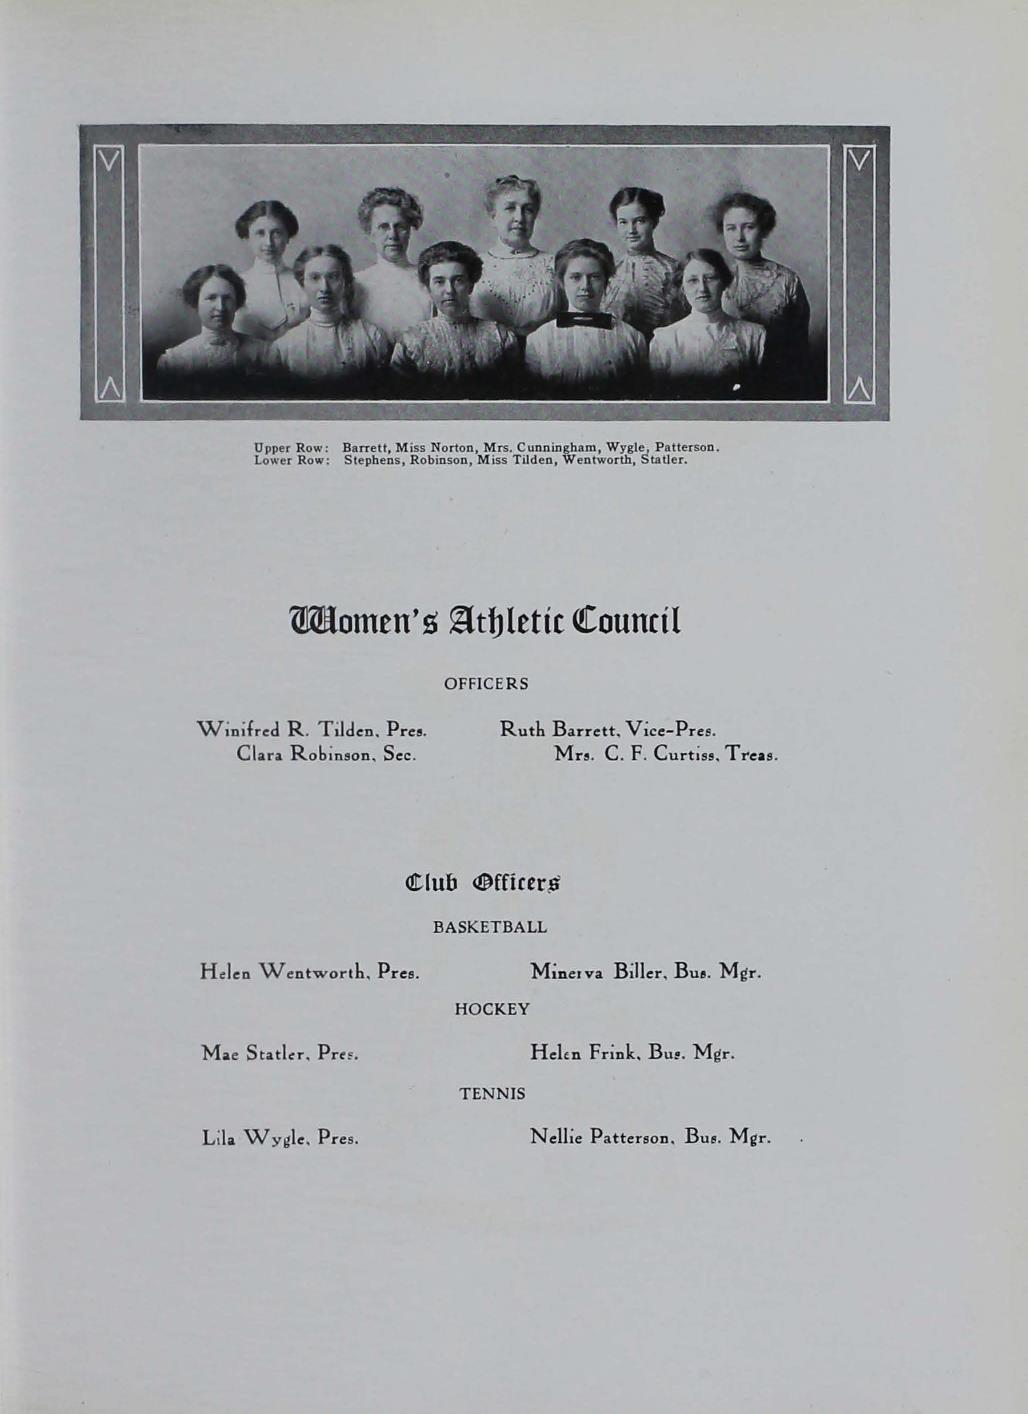 Upper Row: Barrett, Miss Norton, Mrs. Cunningham, Wygle, Patterson.
Lower Row: Stephens, Robinson, Miss Tilden, Wentworth, Statler.
Women's Athletic Council
OFFICERS
Winifred R. Tilden, Pres. Ruth Barrett, Vice-Pres.
Clara Robinson, Sec. Mrs. C. F. Curtiss, Treas.
Club Officers
BASKETBALL
Helen Wentworth, Pres. Minerva Biller, Bus. Mgr.
HOCKEY
Mae Statler, Pres. Helen Frink, Bus. Mgr.
TENNIS
Lila Wygle, Pres. Nellie Patterson, Bus. Mgr.